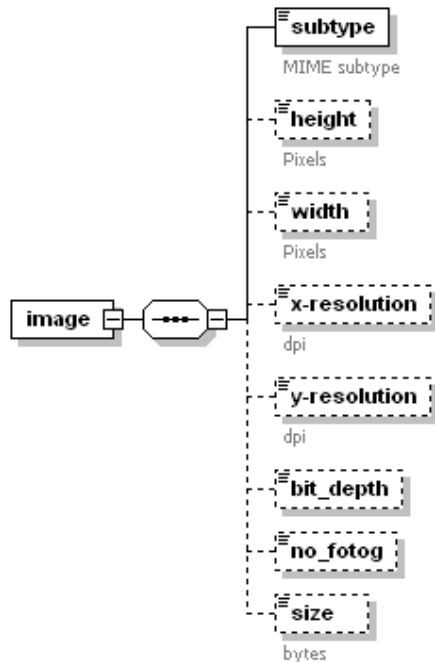 subtype
MIME subtype
height
Pixels
width
Pixels
image
x-resolution
dpi
y-resolution
dpi
bit_depth
no_fotog
size
bytes